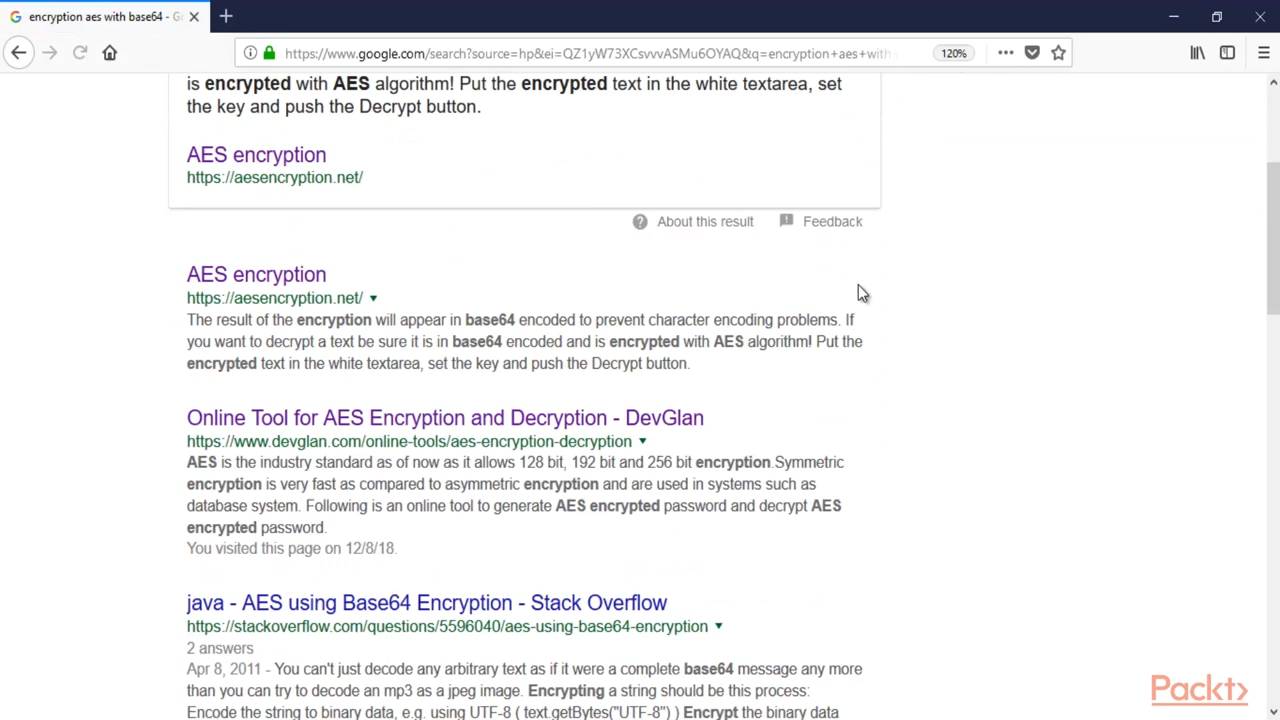 encryption aes with base64 - Go
https://www.google.com/search?source=hp&ei=QZ1yW73XCsvvvASMu6OYAQ&q=encryption+aes+with
120%
is encrypted with AES algorithm! Put the encrypted text in the white textarea, set
the key and push the Decrypt button.
AES encryption
https://aesencryption.net/
About this result
Feedback
AES encryption
https://aesencryption.net/
The result of the encryption will appear in base64 encoded to prevent character encoding problems. If
you want to decrypt a text be sure it is in base64 encoded and is encrypted with AES algorithm! Put the
encrypted text in the white textarea, set the key and push the Decrypt button.
Online Tool for AES Encryption and Decryption - DevGlan
https://www.devglan.com/online-tools/aes-encryption-decryption
AES is the industry standard as of now as it allows 128 bit, 192 bit and 256 bit encryption.Symmetric
encryption is very fast as compared to asymmetric encryption and are used in systems such as
database system. Following is an online tool to generate AES encrypted password and decrypt AES
encrypted password.
You visited this page on 12/8/18.
java - AES using Base64 Encryption - Stack Overflow
https://stackoverflow.com/questions/5596040/aes-using-base64-encryption
2 answers
Apr 8, 2011 - You can't just decode any arbitrary text as if it were a complete base64 message any more
than you can try to decode an mp3 as a jpeg image. Encrypting a string should be this process:
Encode the string to binary data, e.g. using UTF-8 ( text.getBytes("UTF-8") ) Encrypt the binary data
Packt>